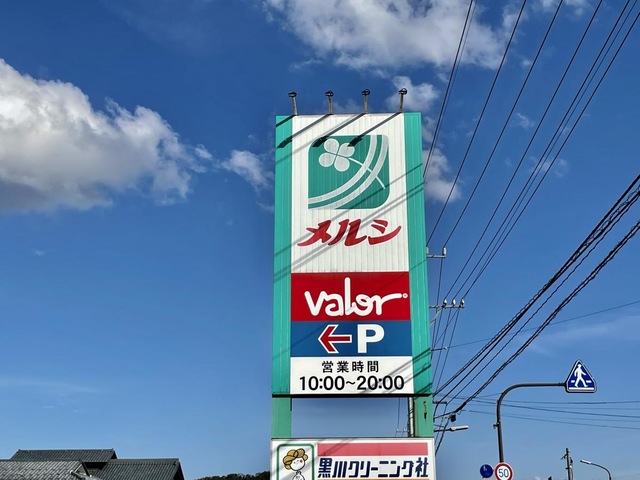 メルシ
valor
P
営業時間
10:00~20:00
黒川クリーニング社
50